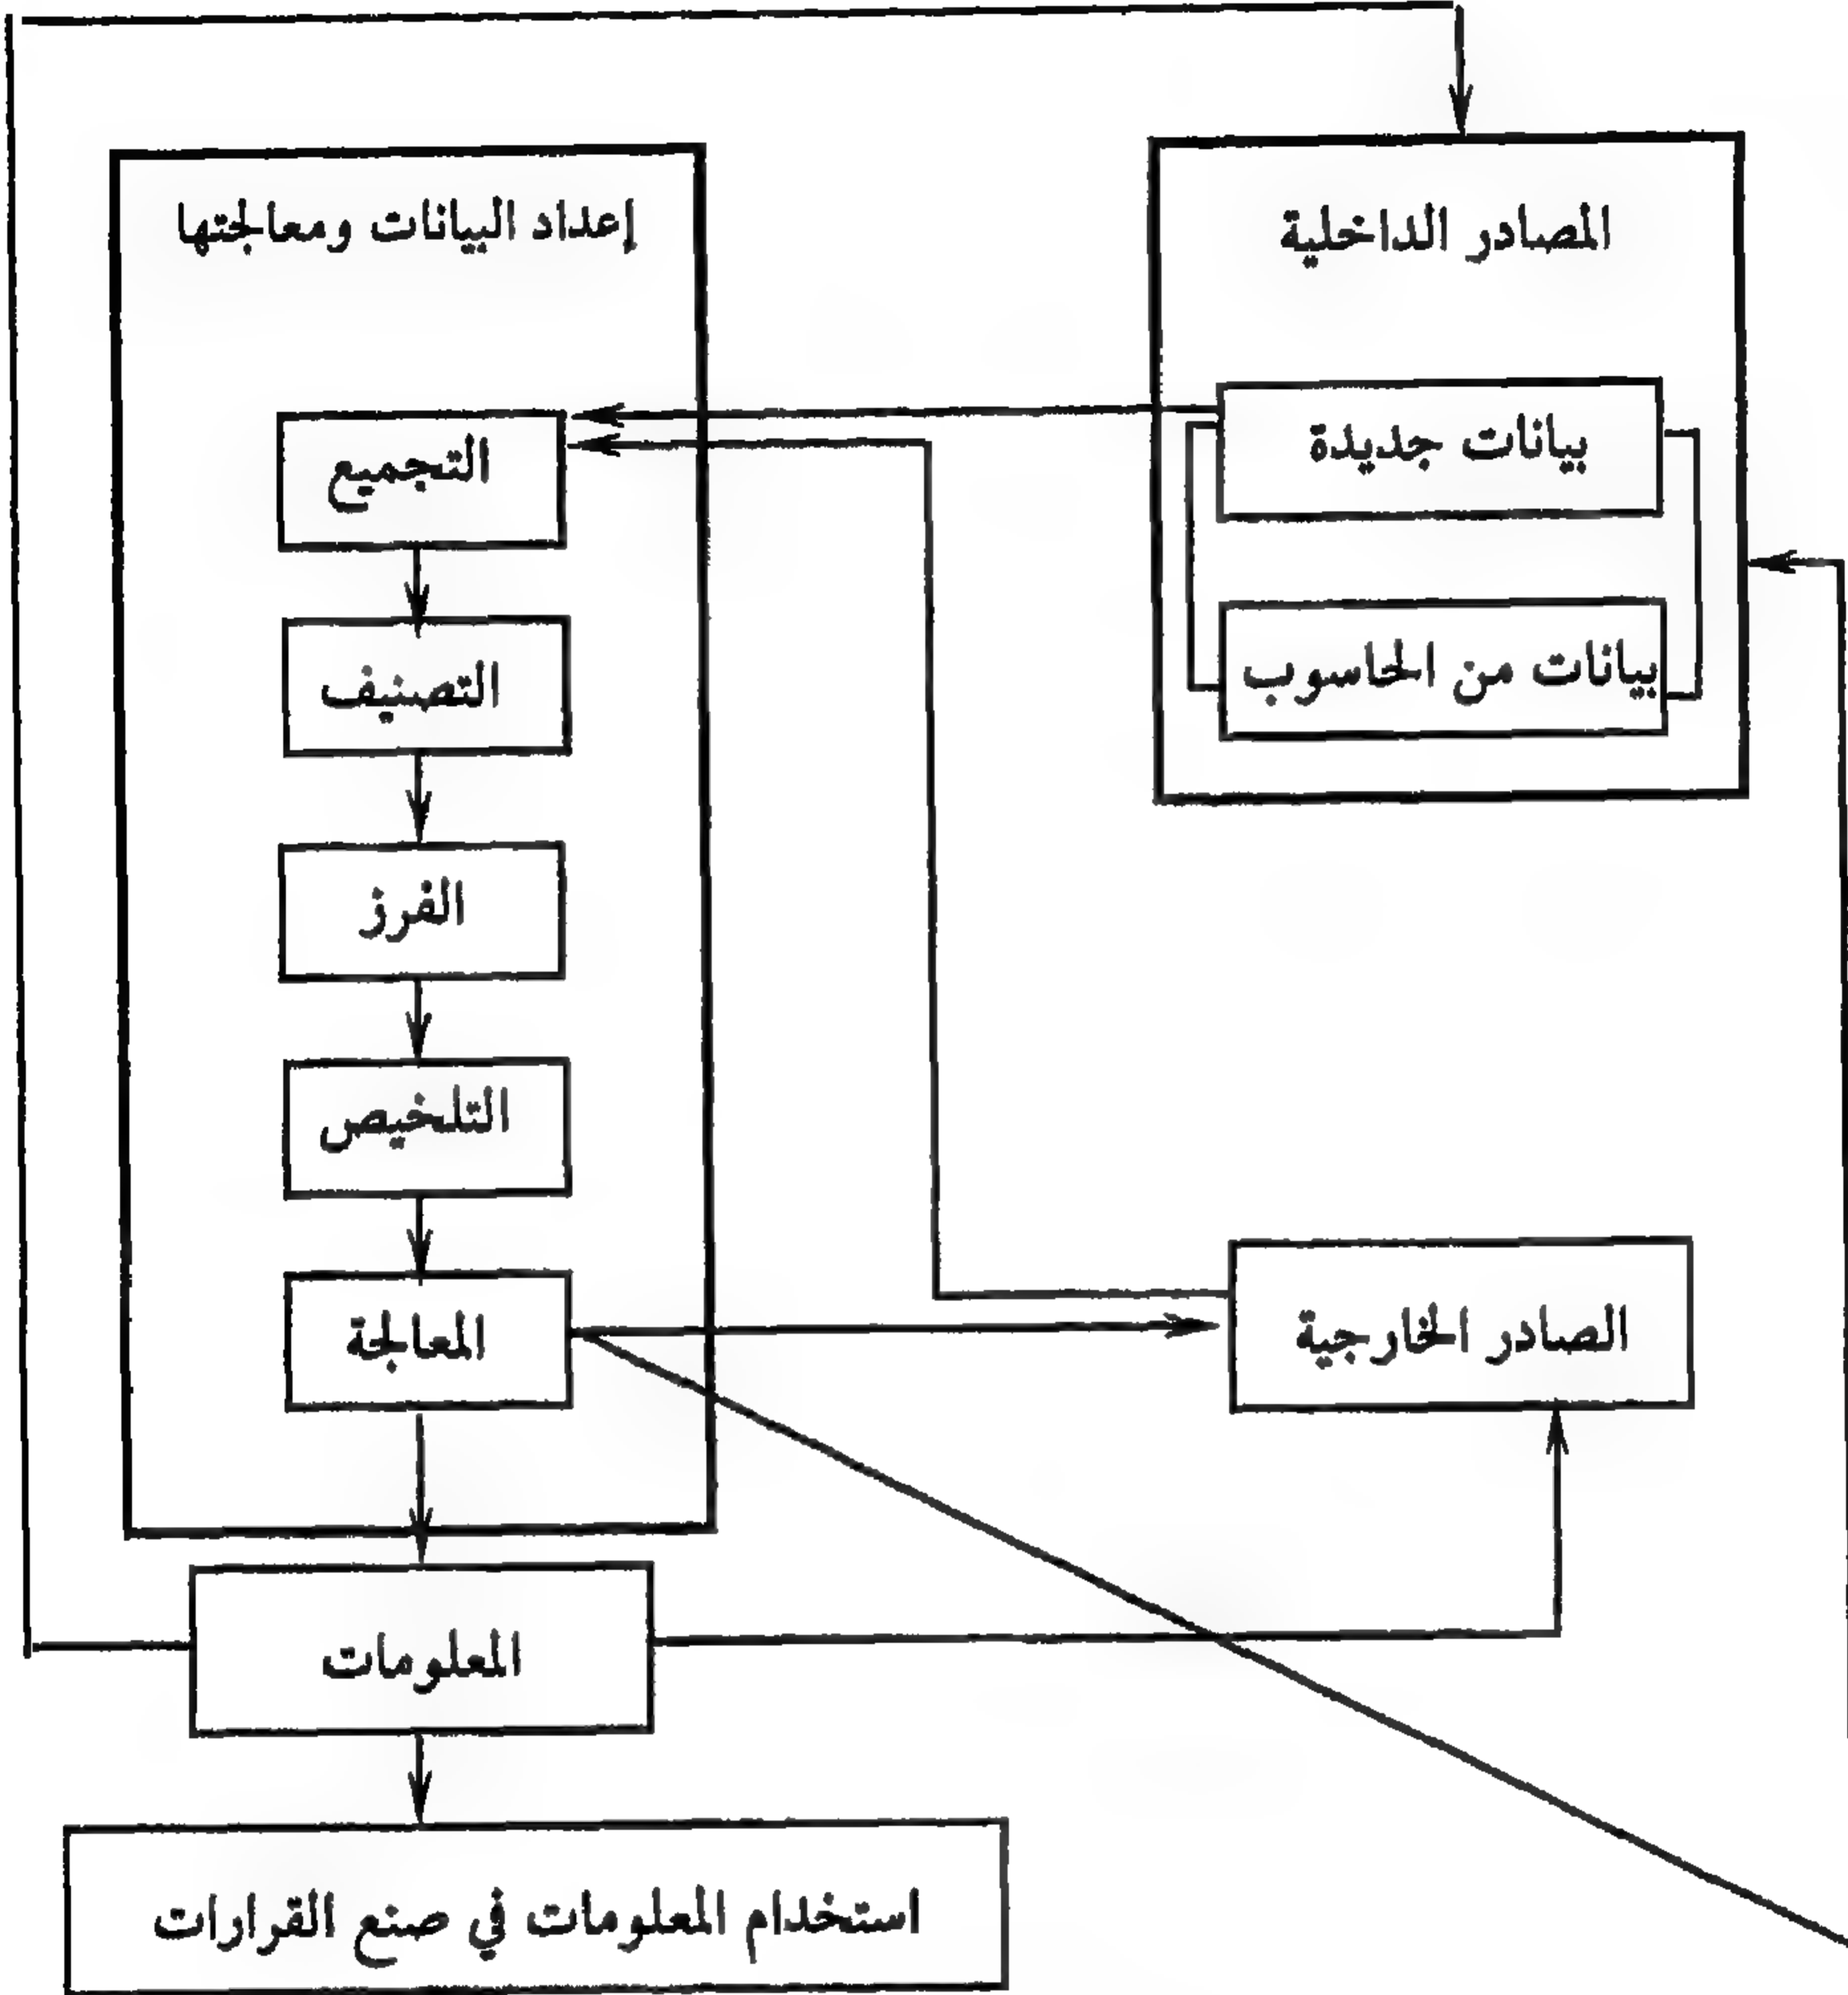 المصادر الداخلية
بيانات جديدة
بيانات من الحاسوب
إعداد البيانات ومعالجتها
التجميع
التصنيف
الفرز
التلخيص
المعالجة
الصادر الخارجية
المعلومات
استخدام المعلومات في صنع القرارات